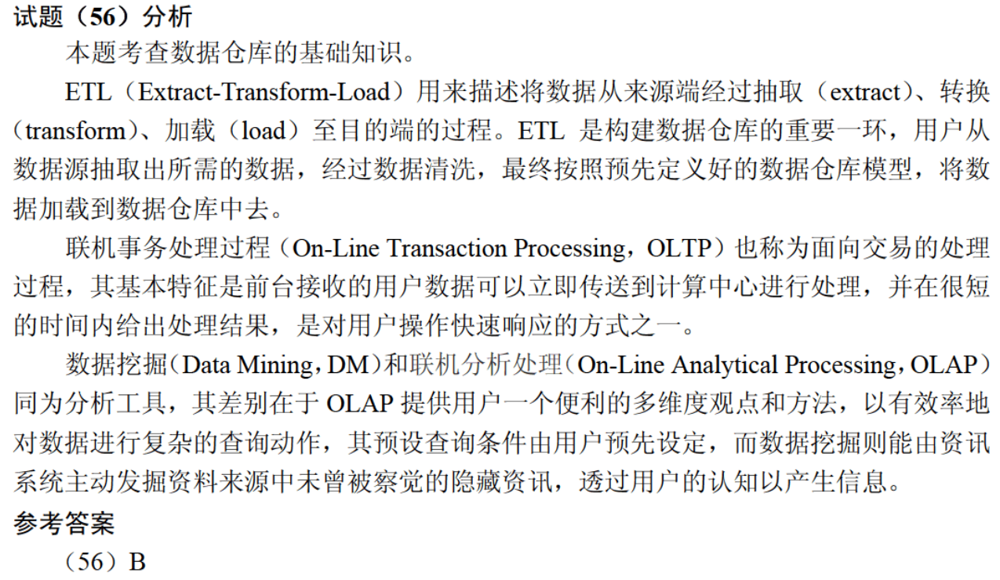 试题（56）分析
本题考查数据仓库的基础知识。
ETL（Extract-Transform-Load）用来描述将数据从来源端经过抽取（extract）、转换
（transform）、加载（load）至目的端的过程。ETL 是构建数据仓库的重要一环，用户从
数据源抽取出所需的数据，经过数据清洗，最终按照预先定义好的数据仓库模型，将数
据加载到数据仓库中去。
联机事务处理过程（On-Line Transaction Processing，OLTP）也称为面向交易的处理
过程，其基本特征是前台接收的用户数据可以立即传送到计算中心进行处理，并在很短
的时间内给出处理结果，是对用户操作快速响应的方式之一。
数据挖掘（Data Mining，DM）和联机分析处理（On-Line Analytical Processing，OLAP）
同为分析工具，其差别在于 OLAP 提供用户一个便利的多维度观点和方法，以有效率地
对数据进行复杂的查询动作，其预设查询条件由用户预先设定，而数据挖掘则能由资讯
系统主动发掘资料来源中未曾被察觉的隐藏资讯，透过用户的认知以产生信息。
参考答案
（56）B